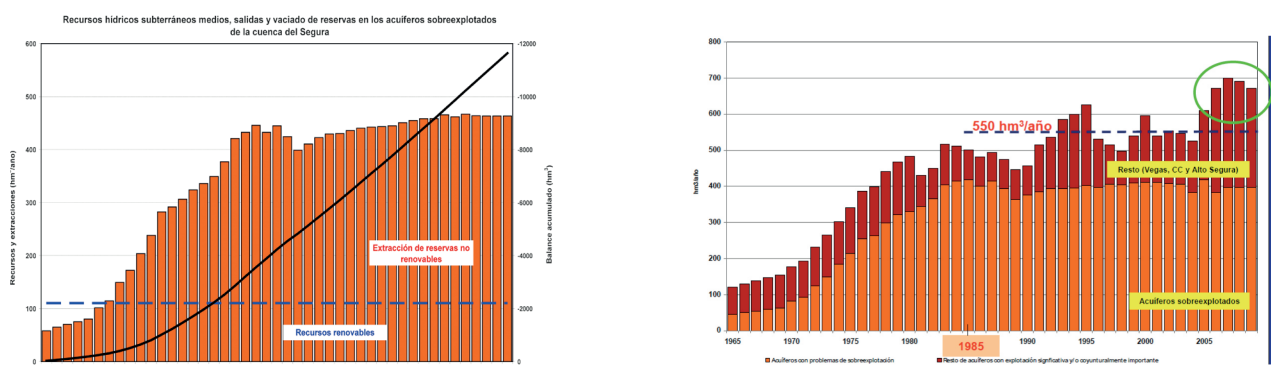 Recursos hídricos subterráneos medios, salidas y vaciado de reservas en los acuíferos sobreexplotados
de la cuenca del Segura
Recursos y extracciones (hm³/año)
600
500
400
300
200
100
0
-12000
-10000
-8000
-6000
-4000
-2000
0
Balance acumulado (hm³)
Extracción de reservas no
renovables
Recursos renovables
hm3/año
800
700
600
500
400
300
200
100
0
550 hm³/año
Resto (Vegas, CC y Alto Segura)
Acuíferos sobreexplotados
1965
1970
1975
1980
1985
1990
1995
2000
2005
1985
Acuíferos con problemas de sobreexplotación
Resto de acuíferos con explotación significativa y/o coyunturalmente importante